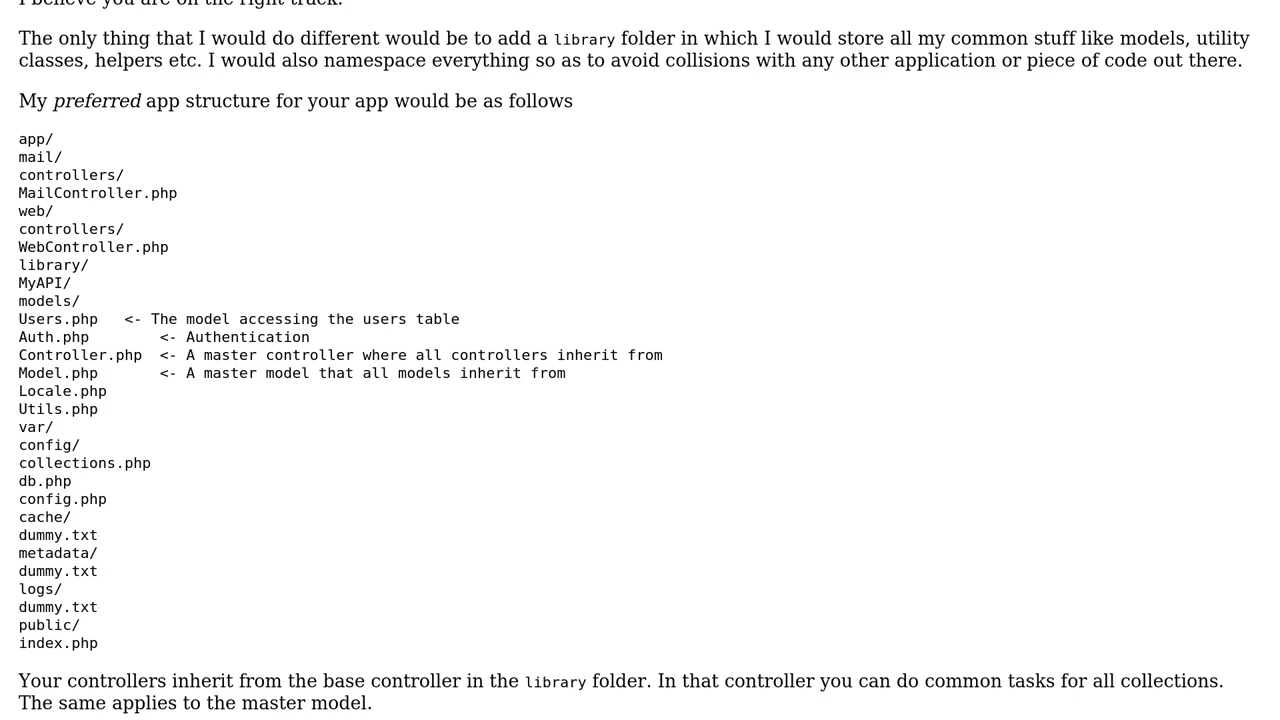 I believe you are on the right track.
The only thing that I would do different would be to add a library folder in which I would store all my common stuff like models, utility
classes, helpers etc. I would also namespace everything so as to avoid collisions with any other application or piece of code out there.
My preferred app structure for your app would be as follows
app/
mail/
controllers/
MailController.php
web/
controllers/
WebController.php
library/
MyAPI/
models/
Users.php   <- The model accessing the users table
Auth.php        <- Authentication
Controller.php  <- A master controller where all controllers inherit from
Model.php       <- A master model that all models inherit from
Locale.php
Utils.php
var/
config/
collections.php
db.php
config.php
cache/
dummy.txt
metadata/
dummy.txt
logs/
dummy.txt
public/
index.php
Your controllers inherit from the base controller in the library folder. In that controller you can do common tasks for all collections.
The same applies to the master model.